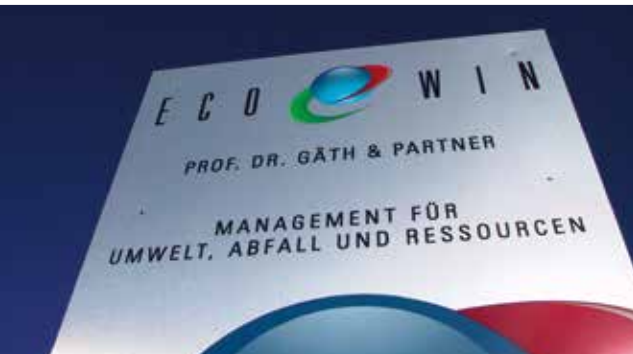 ECO WIN
PROF. DR. GÄTH & PARTNER
MANAGEMENT FÜR
UMWELT, ABFALL UND RESSOURCEN